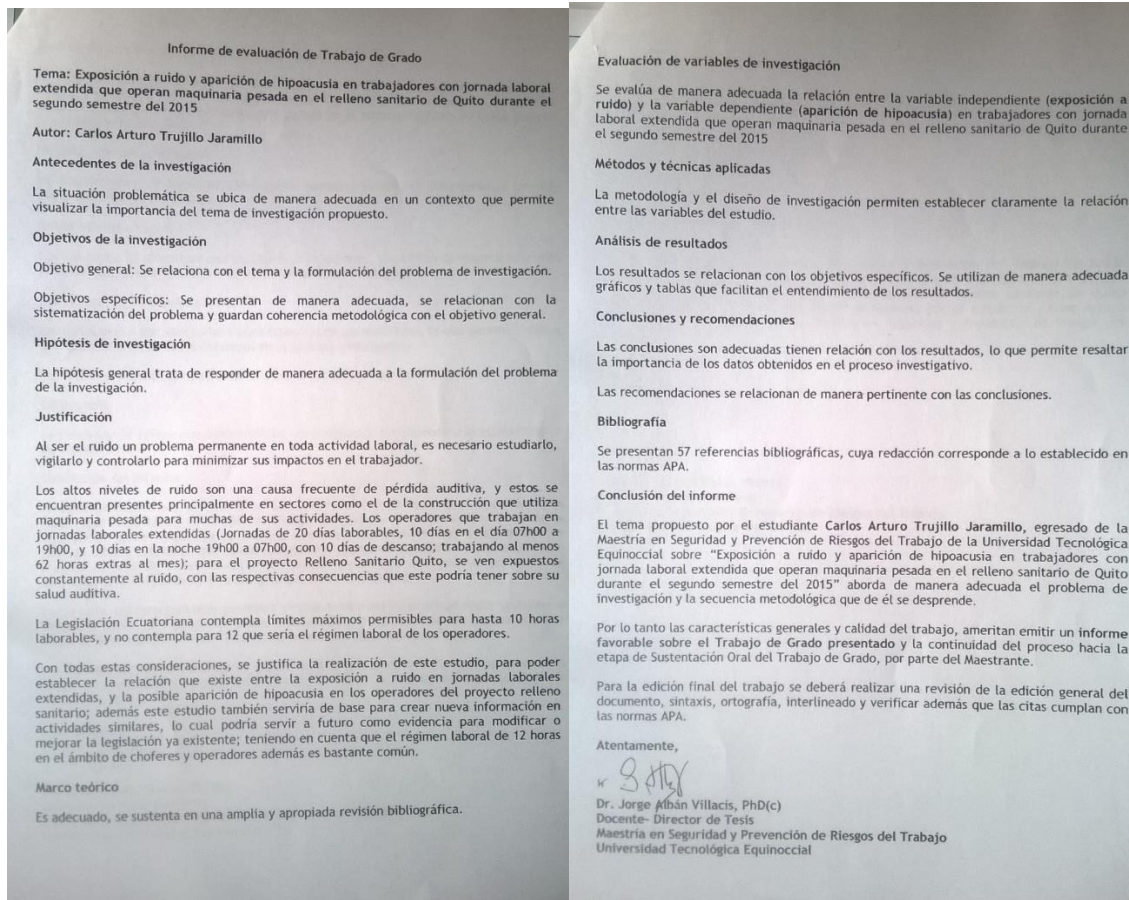 Informe de evaluación de Trabajo de Grado
Tema: Exposición a ruido y aparición de hipoacusia en trabajadores con jornada laboral
extendida que operan maquinaria pesada en el relleno sanitario de Quito durante el
segundo semestre del 2015
Autor: Carlos Arturo Trujillo Jaramillo
Antecedentes de la investigación
La situación problemática se ubica de manera adecuada en un contexto que permite
visualizar la importancia del tema de investigación propuesto.
Objetivos de la investigación
Objetivo general: Se relaciona con el tema y la formulación del problema de investigación.
Objetivos específicos: Se presentan de manera adecuada, se relacionan con la
sistematización del problema y guardan coherencia metodológica con el objetivo general.
Hipótesis de investigación
La hipótesis general trata de responder de manera adecuada a la formulación del problema
de la investigación.
Justificación
Al ser el ruido un problema permanente en toda actividad laboral, es necesario estudiarlo,
vigilarlo y controlarlo para minimizar sus impactos en el trabajador.
Los altos niveles de ruido son una causa frecuente de pérdida auditiva, y estos se
encuentran presentes principalmente en sectores como el de la construcción que utiliza
maquinaria pesada para muchas de sus actividades. Los operadores que trabajan en
jornadas laborales extendidas (Jornadas de 20 días laborables, 10 días en el día 07h00 a
19h00, y 10 días en la noche 19h00 a 07h00, con 10 días de descanso; trabajando al menos
62 horas extras al mes); para el proyecto Relleno Sanitario Quito, se ven expuestos
constantemente al ruido, con las respectivas consecuencias que este podría tener sobre su
salud auditiva.
La Legislación Ecuatoriana contempla límites máximos permisibles para hasta 10 horas
laborables, y no contempla para 12 que sería el régimen laboral de los operadores.
Con todas estas consideraciones, se justifica la realización de este estudio, para poder
establecer la relación que existe entre la exposición a ruido en jornadas laborales
extendidas, y la posible aparición de hipoacusia en los operadores del proyecto relleno
sanitario; además este estudio también serviría de base para crear nueva información en
actividades similares, lo cual podría servir a futuro como evidencia para modificar o
mejorar la legislación ya existente; teniendo en cuenta que el régimen laboral de 12 horas
en el ámbito de choferes y operadores además es bastante común.
Marco teórico
Es adecuado, se sustenta en una amplia y apropiada revisión bibliográfica.
Evaluación de variables de investigación
Se evalúa de manera adecuada la relación entre la variable independiente (exposición a
ruido) y la variable dependiente (aparición de hipoacusia) en trabajadores con jornada
laboral extendida que operan maquinaria pesada en el relleno sanitario de Quito durante
el segundo semestre del 2015
Métodos y técnicas aplicadas
La metodología y el diseño de investigación permiten establecer claramente la relación
entre las variables del estudio.
Análisis de resultados
Los resultados se relacionan con los objetivos específicos. Se utilizan de manera adecuada
gráficos y tablas que facilitan el entendimiento de los resultados.
Conclusiones y recomendaciones
Las conclusiones son adecuadas tienen relación con los resultados, lo que permite resaltar
la importancia de los datos obtenidos en el proceso investigativo.
Las recomendaciones se relacionan de manera pertinente con las conclusiones.
Bibliografía
Se presentan 57 referencias bibliográficas, cuya redacción corresponde a lo establecido en
las normas APA.
Conclusión del informe
El tema propuesto por el estudiante Carlos Arturo Trujillo Jaramillo, egresado de la
Maestría en Seguridad y Prevención de Riesgos del Trabajo de la Universidad Tecnológica
Equinoccial sobre “Exposición a ruido y aparición de hipoacusia en trabajadores con
jornada laboral extendida que operan maquinaria pesada en el relleno sanitario de Quito
durante el segundo semestre del 2015” aborda de manera adecuada el problema de
investigación y la secuencia metodológica que de él se desprende.
Por lo tanto las características generales y calidad del trabajo, ameritan emitir un informe
favorable sobre el Trabajo de Grado presentado y la continuidad del proceso hacia la
etapa de Sustentación Oral del Trabajo de Grado, por parte del Maestrante.
Para la edición final del trabajo se deberá realizar una revisión de la edición general del
documento, sintaxis, ortografía, interlineado y verificar además que las citas cumplan con
las normas APA.
Atentamente,
Dr. Jorge Albán Villacís, PhD(c)
Docente- Director de Tesis
Maestría en Seguridad y Prevención de Riesgos del Trabajo
Universidad Tecnológica Equinoccial